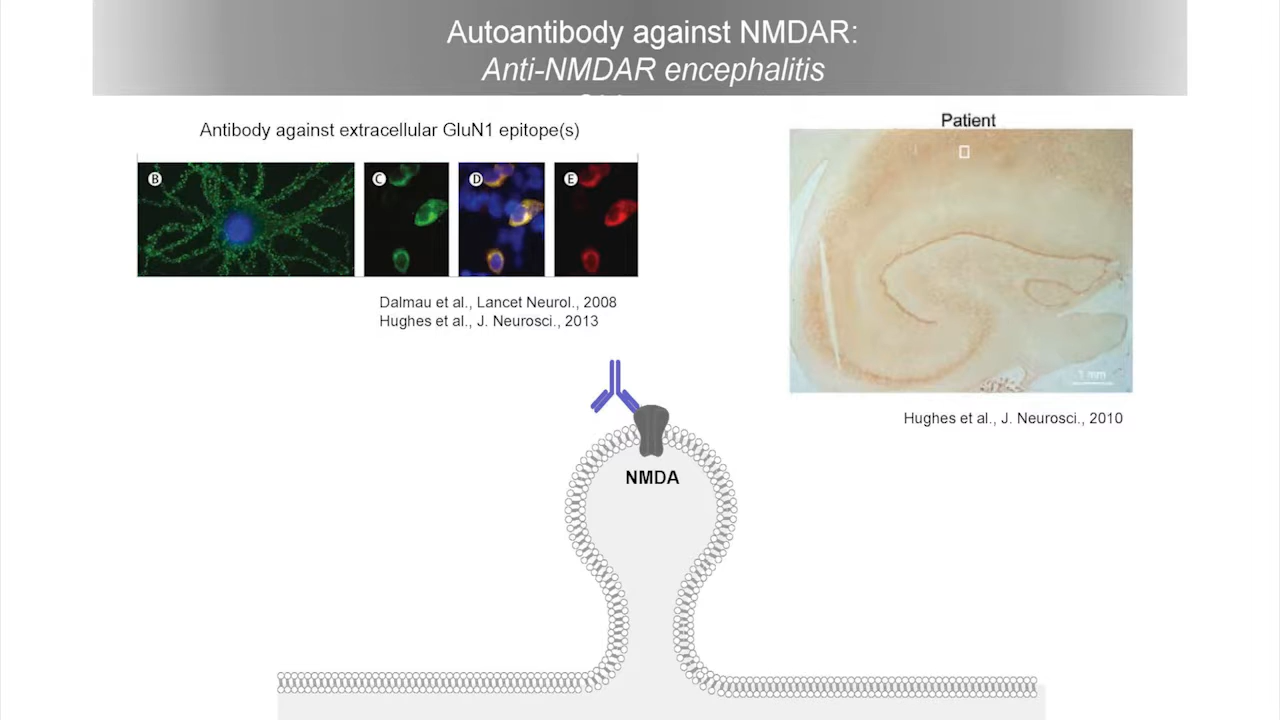 Autoantibody against NMDAR:
Anti-NMDAR encephalitis
Antibody against extracellular GluN1 epitope(s)
B
C
D
E
Dalmau et al., Lancet Neurol., 2008
Hughes et al., J. Neurosci., 2013
Patient
1 mm
Hughes et al., J. Neurosci., 2010
NMDA